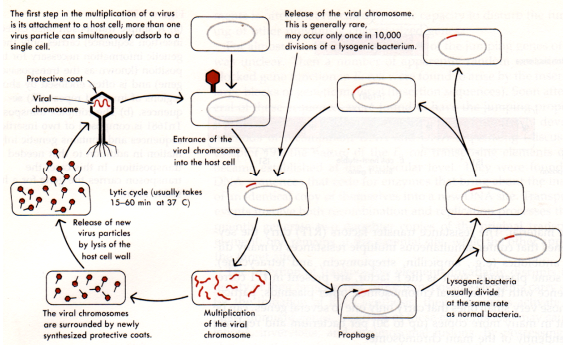 The first step in the multiplication of a virus
is its attachment to a host cell; more than one
virus particle can simultaneously adsorb to a
single cell.
Release of the viral chromosome.
This is generally rare,
may occur only once in 10,000
divisions of a lysogenic bacterium.
Protective coat
Viral
chromosome
Entrance of the
viral chromosome
into the host cell
Lytic cycle (usually takes
15–60 min at 37 C)
Release of new
virus particles
by lysis of the
host cell wall
The viral chromosomes
are surrounded by newly
synthesized protective coats.
Multiplication
of the viral
chromosome
Prophage
Lysogenic bacteria
usually divide
at the same rate
as normal bacteria.